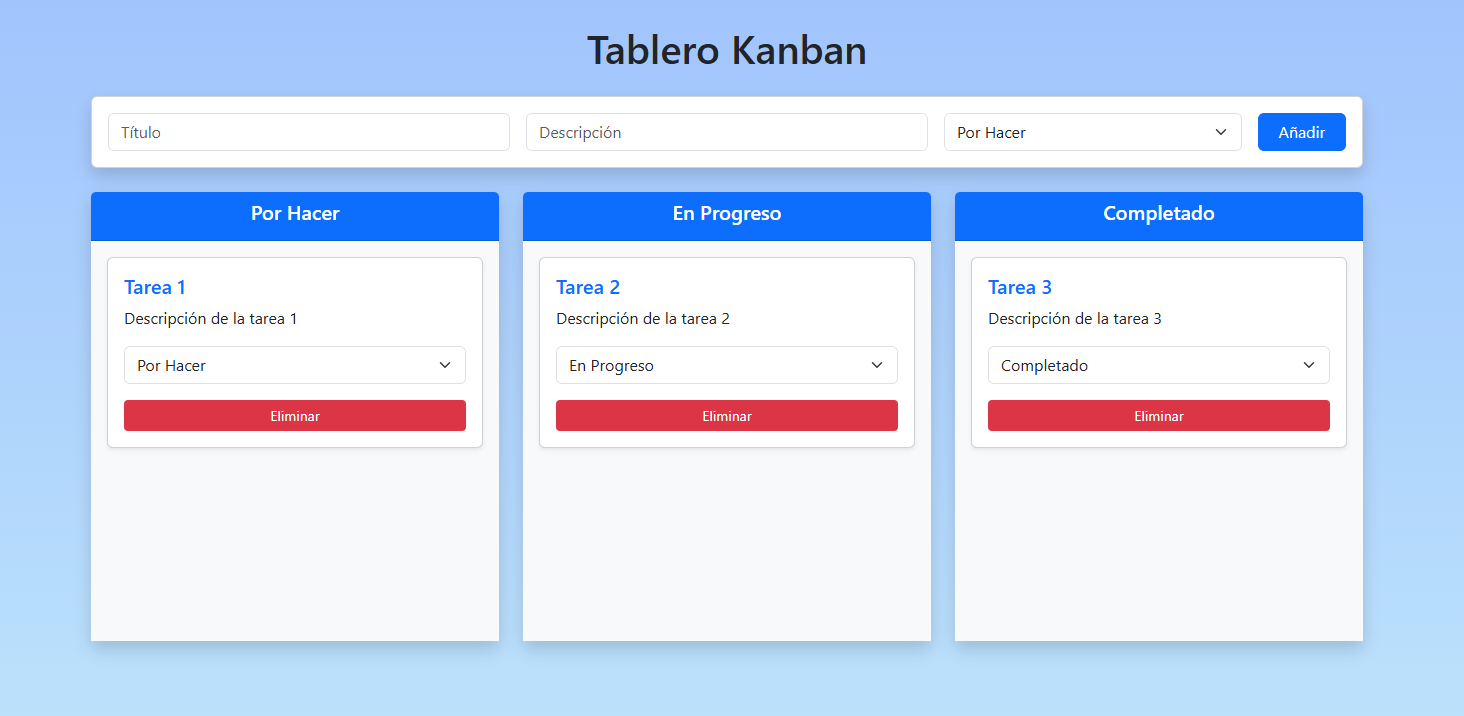 Tablero Kanban
Título
Descripción
Por Hacer
Añadir
Por Hacer
Tarea 1
Descripción de la tarea 1
Por Hacer
Eliminar
En Progreso
Tarea 2
Descripción de la tarea 2
En Progreso
Eliminar
Completado
Tarea 3
Descripción de la tarea 3
Completado
Eliminar